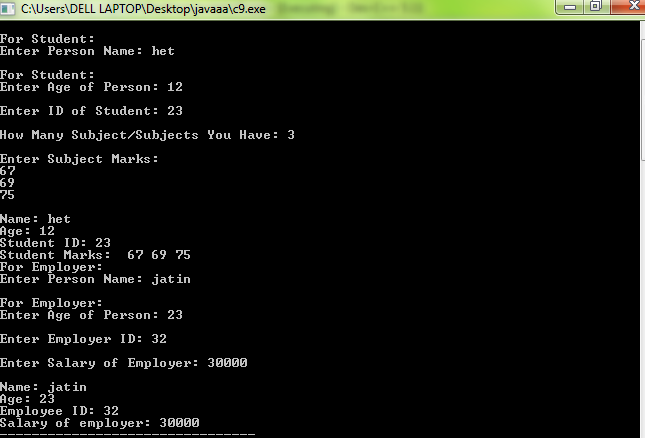 C:\Users\DELL LAPTOP\Desktop\javaaa\c9.exe
For Student:
Enter Person Name: het
For Student:
Enter Age of Person: 12
Enter ID of Student: 23
How Many Subject/Subjects You Have: 3
Enter Subject Marks:
67
69
75
Name: het
Age: 12
Student ID: 23
Student Marks:  67 69 75
For Employer:
Enter Person Name: jatin
For Employer:
Enter Age of Person: 23
Enter Employer ID: 32
Enter Salary of Employer: 30000
Name: jatin
Age: 23
Employee ID: 32
Salary of employer: 30000
--------------------------------